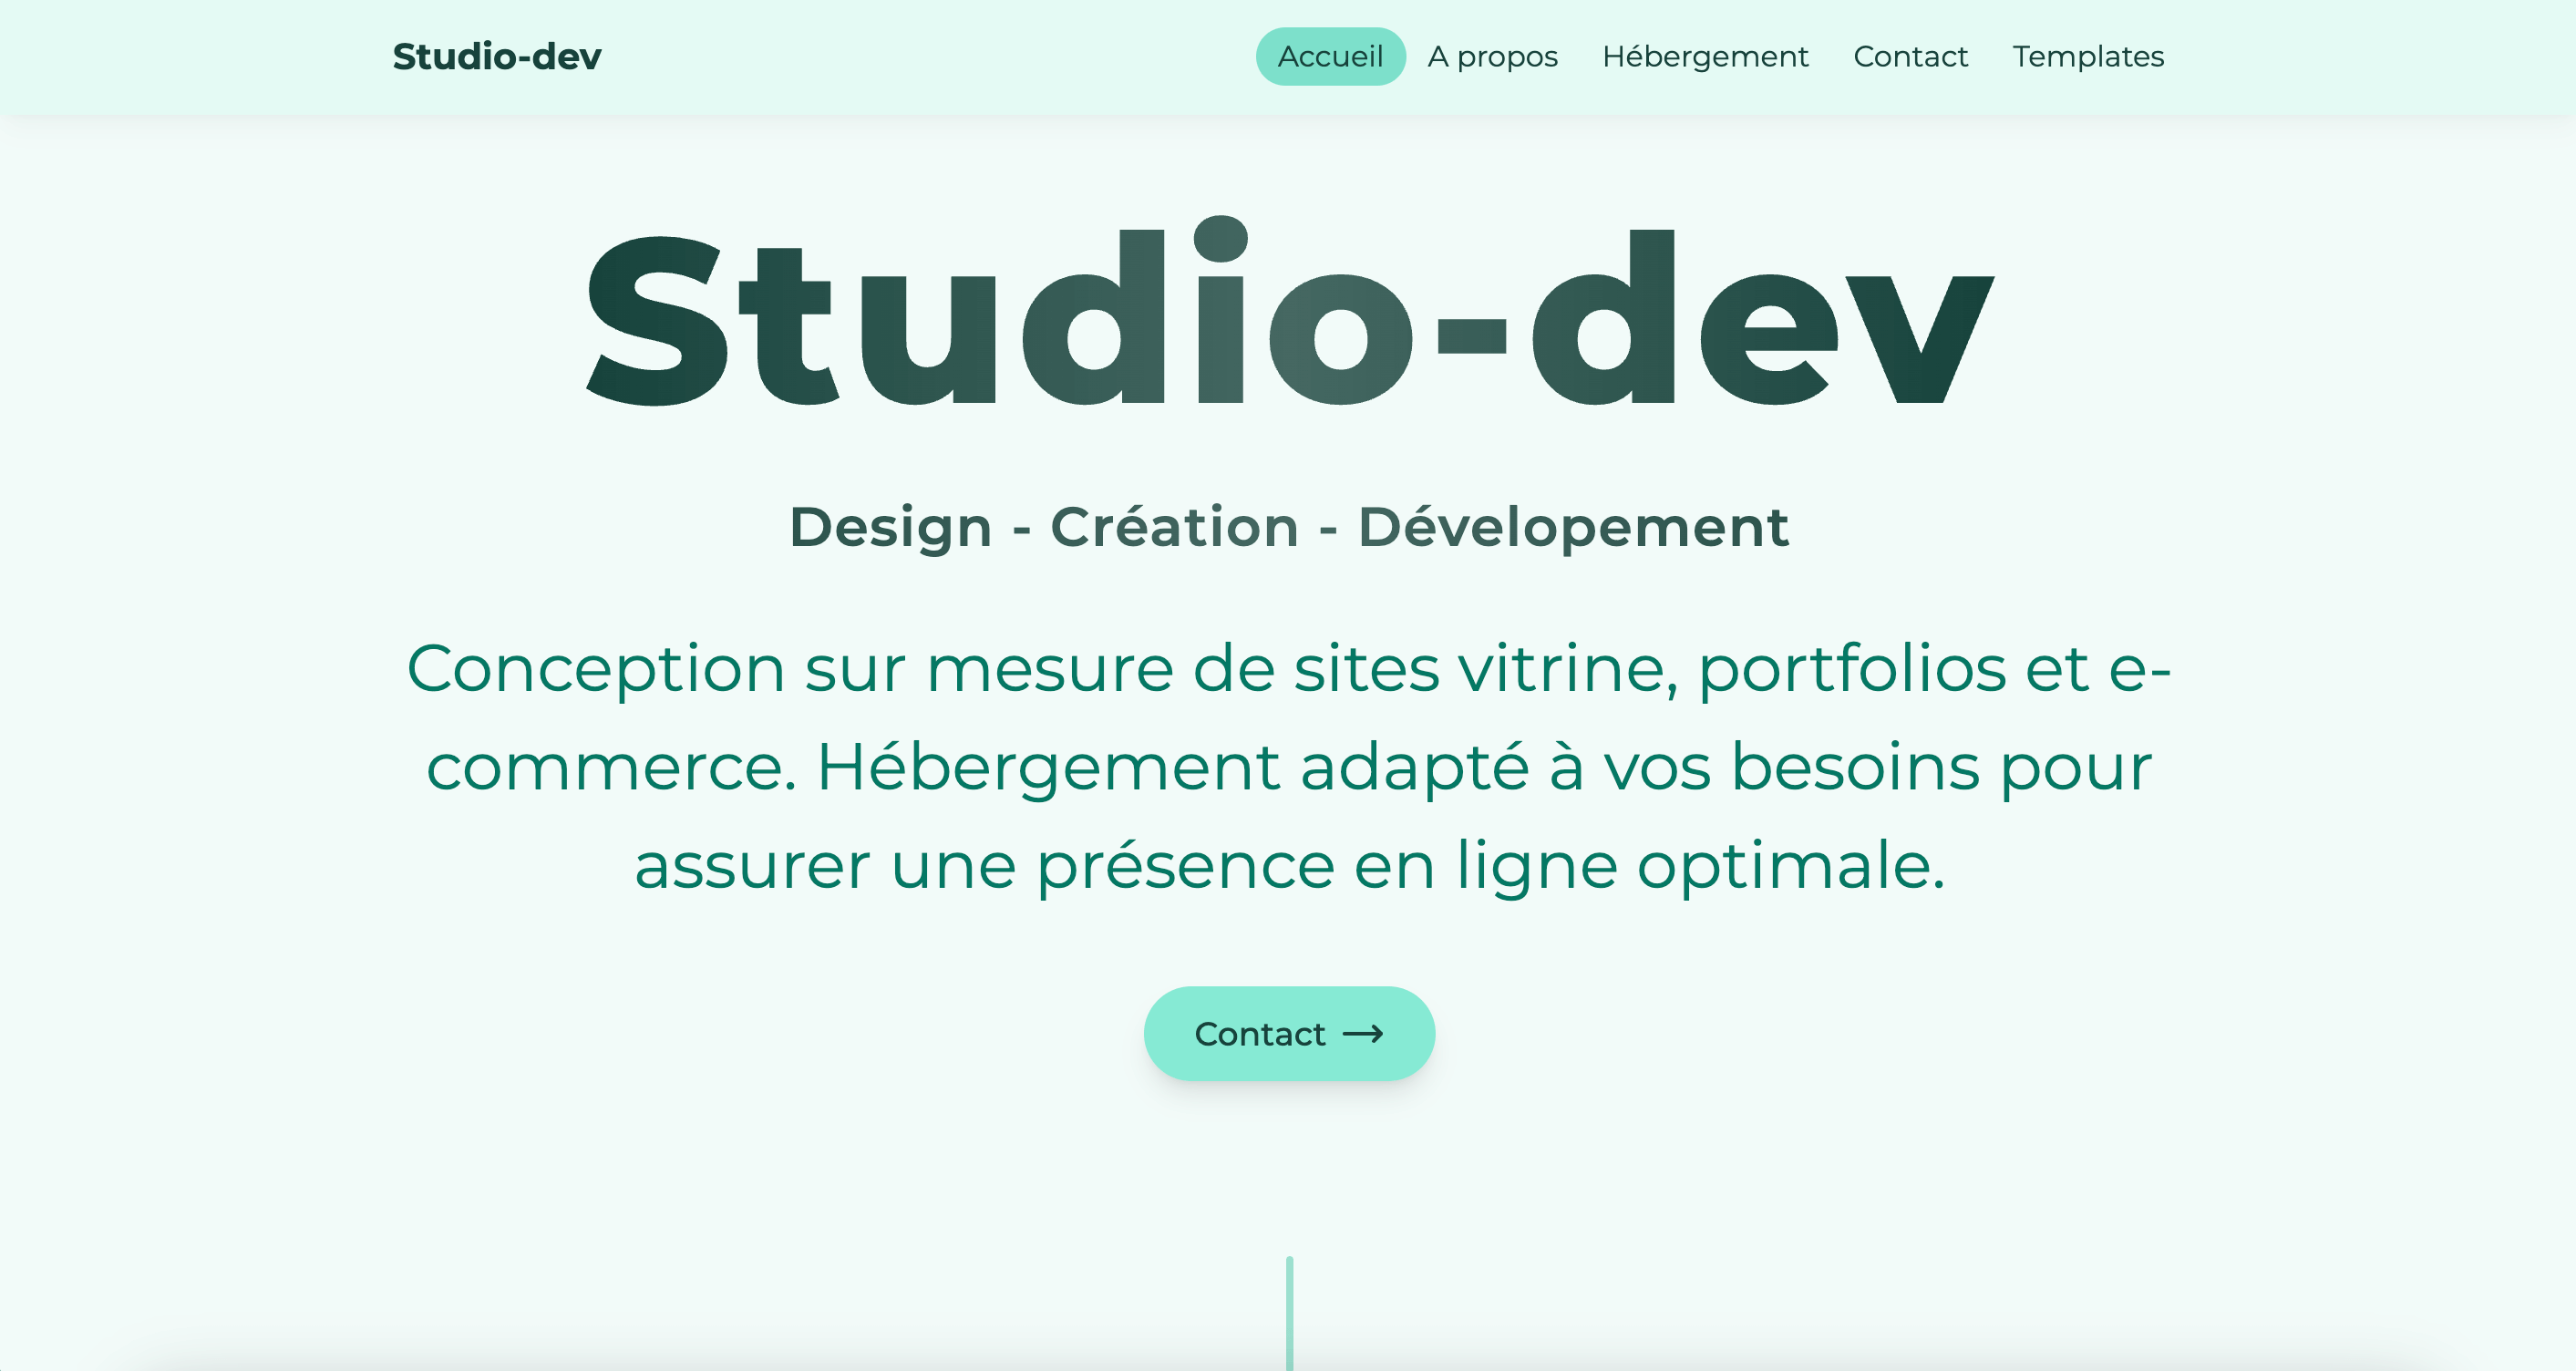 Studio-dev
Accueil A propos Hébergement Contact Templates
Studio-dev
Design - Création - Dévelopement
Conception sur mesure de sites vitrine, portfolios et e-
commerce. Hébergement adapté à vos besoins pour
assurer une présence en ligne optimale.
Contact →